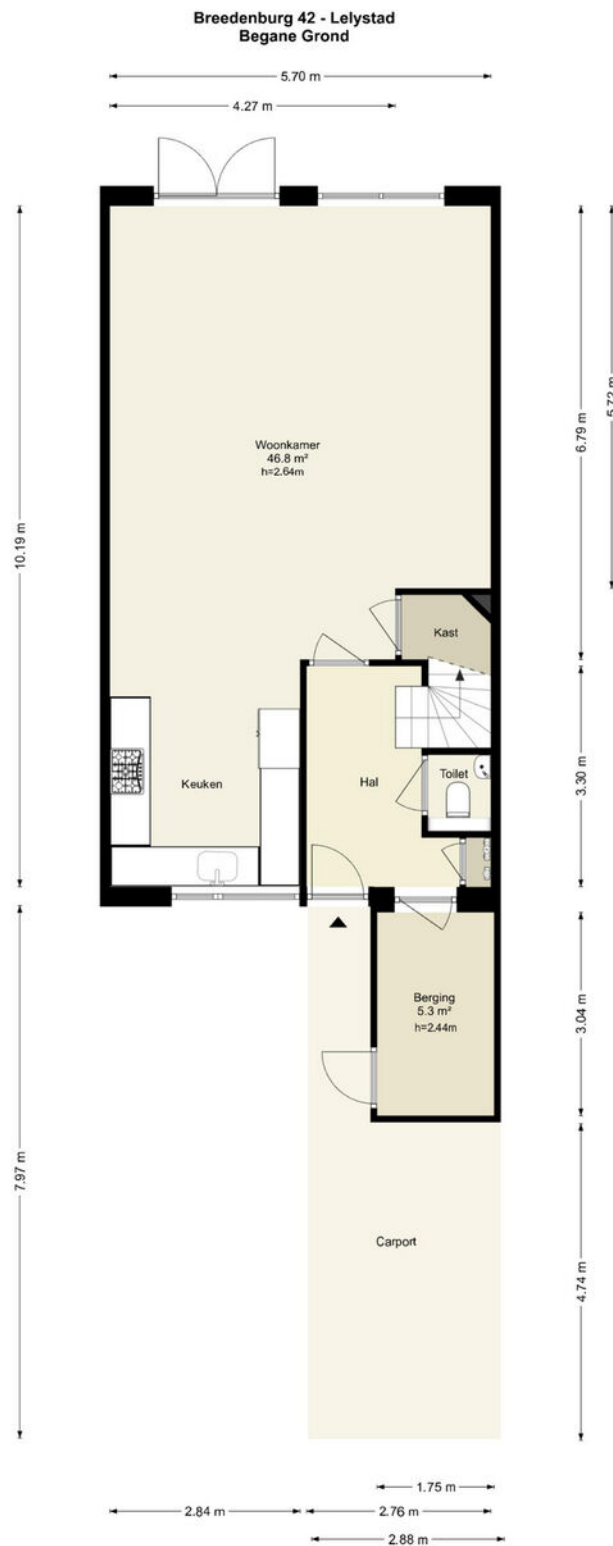 Breedenburg 42 - Lelystad
Begane Grond
5.70 m
4.27 m
10.19 m
6.79 m
5.72 m
Woonkamer
46.8 m²
h=2.64m
Kast
3.30 m
Keuken
Hal
Toilet
Berging
5.3 m²
h=2.44m
3.04 m
7.97 m
Carport
4.74 m
1.75 m
2.84 m
2.76 m
2.88 m